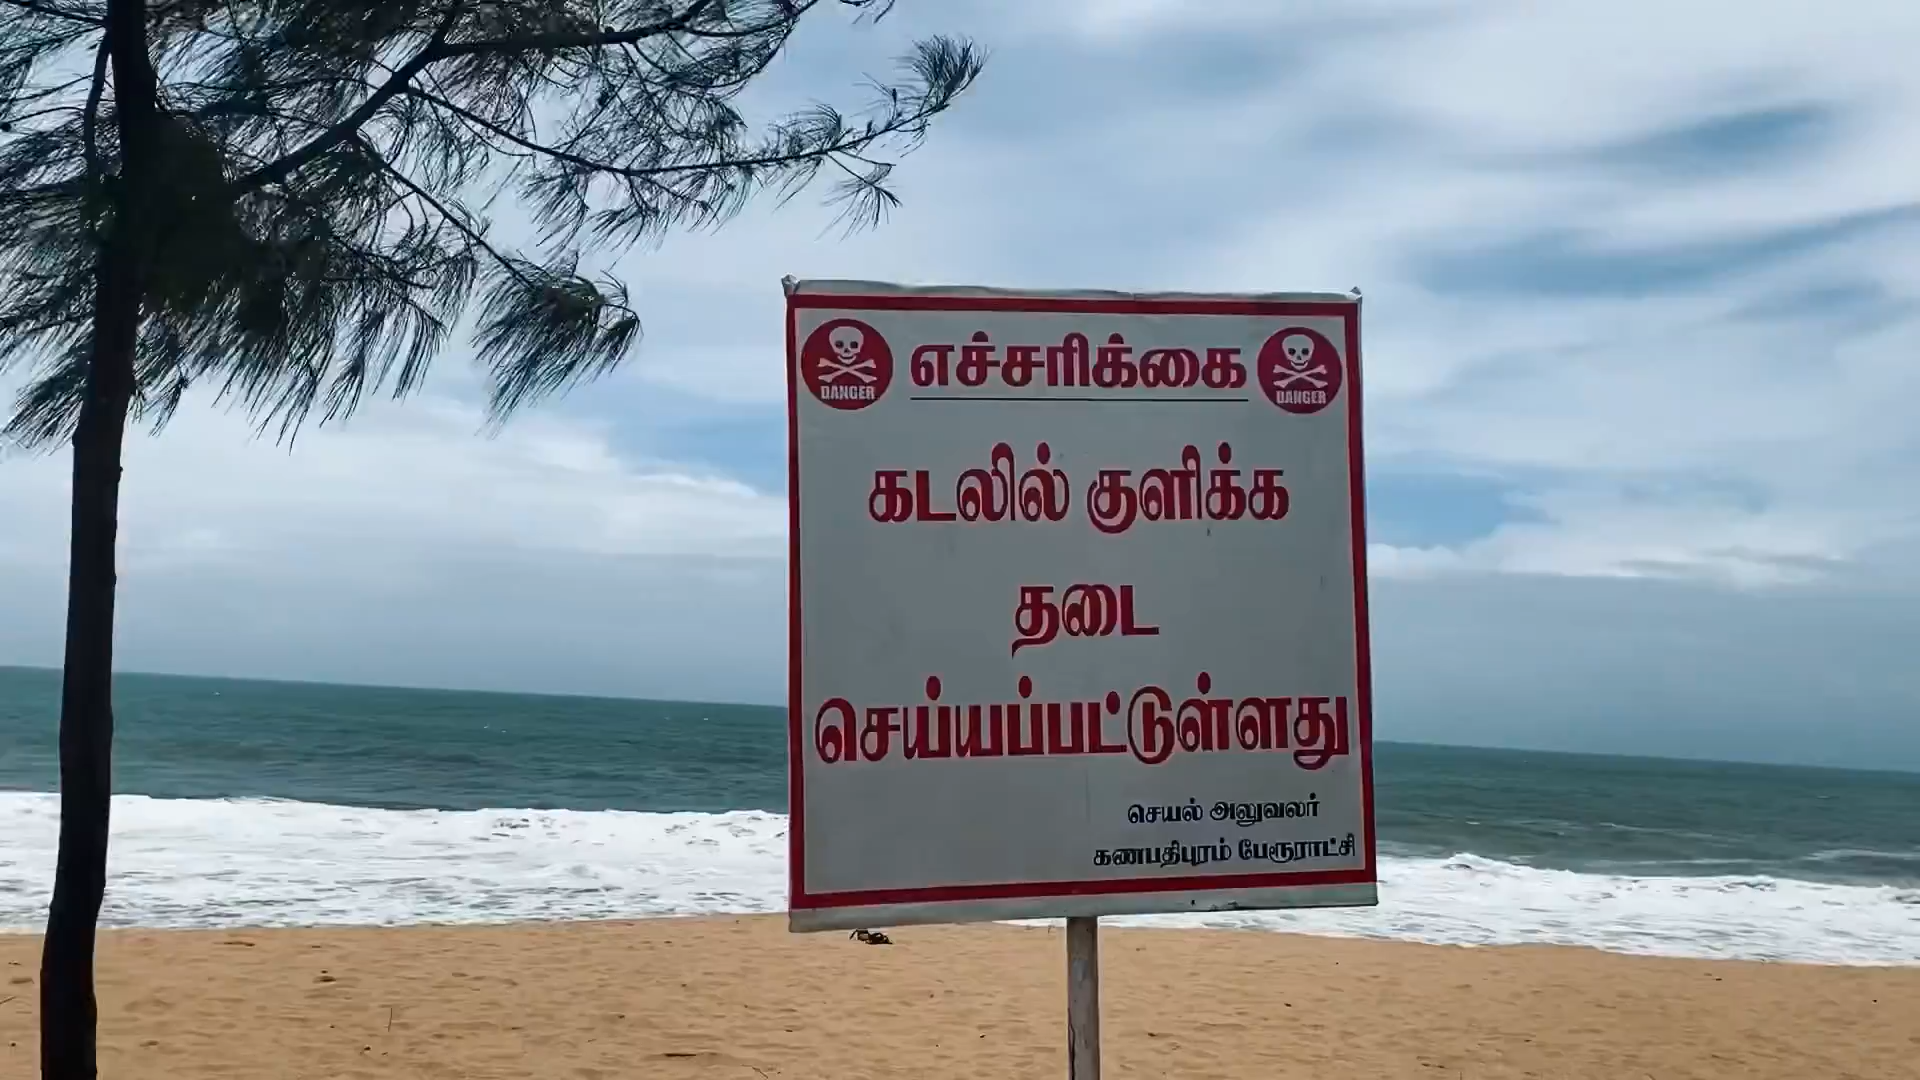 எச்சரிக்கை
DANGER DANGER
கடலில் குளிக்க
தடை
செய்யப்பட்டுள்ளது
செயல் அலுவலர்
கணபதிபுரம் பேரூராட்சி